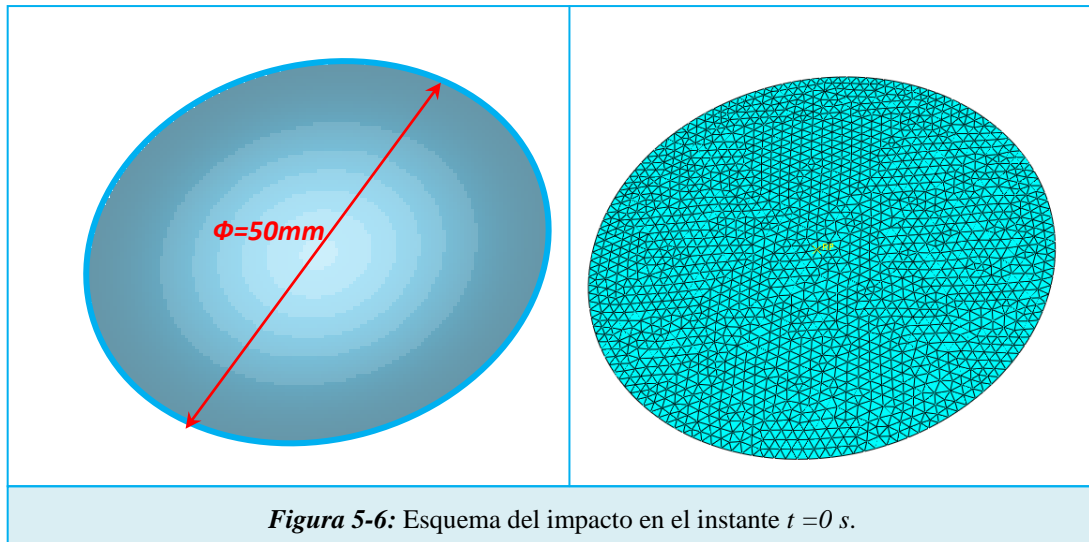 Φ=50mm
Figura 5-6: Esquema del impacto en el instante t =0 s.